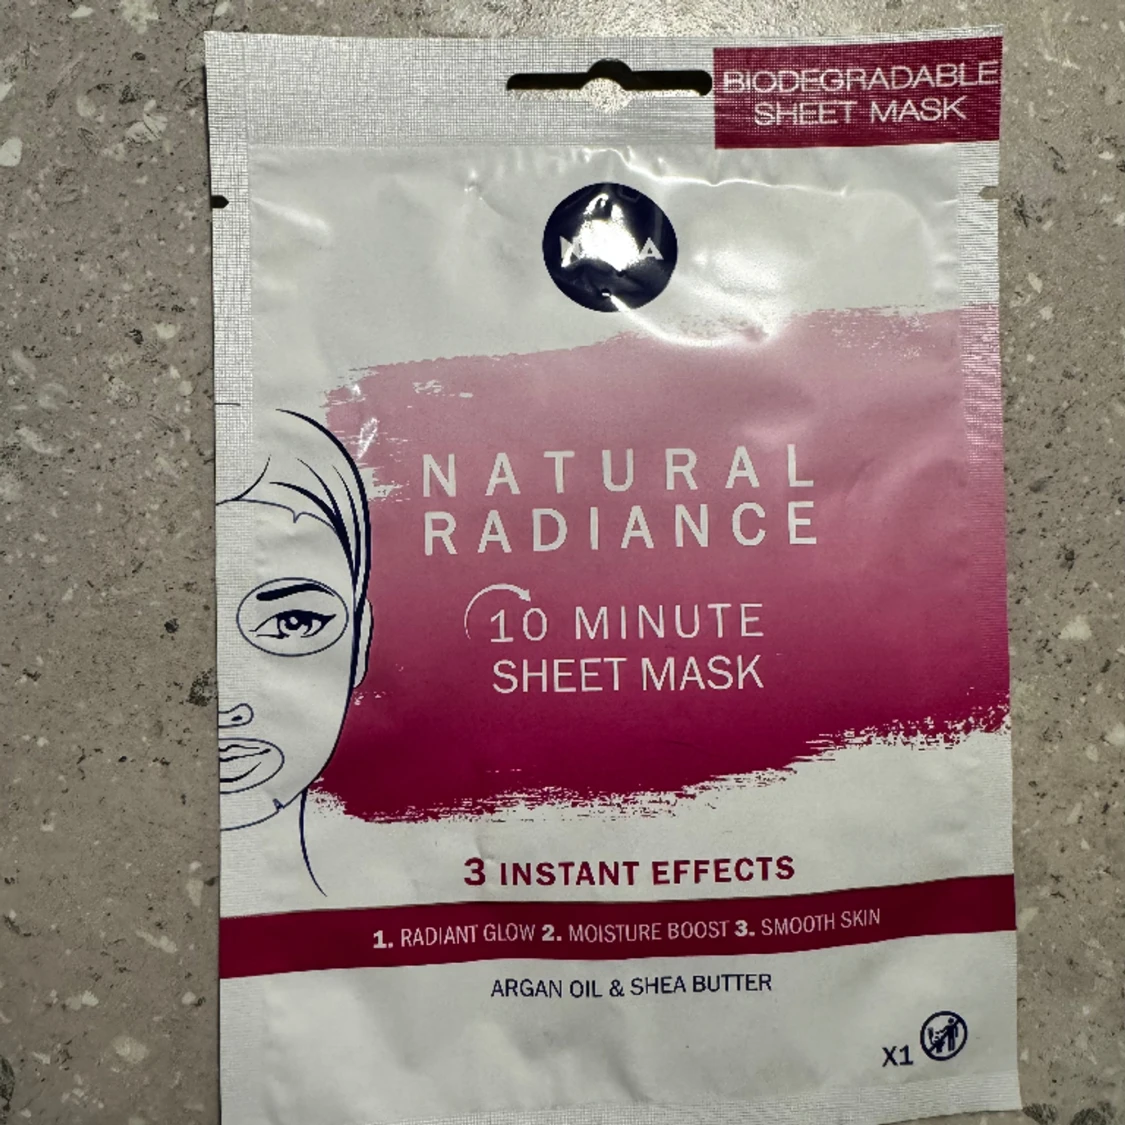 BIODEGRADABLE
SHEET MASK
NATURAL
RADIANCE
10 MINUTE
SHEET MASK
3 INSTANT EFFECTS
1. RADIANT GLOW 2. MOISTURE BOOST 3. SMOOTH SKIN
ARGAN OIL & SHEA BUTTER
X1